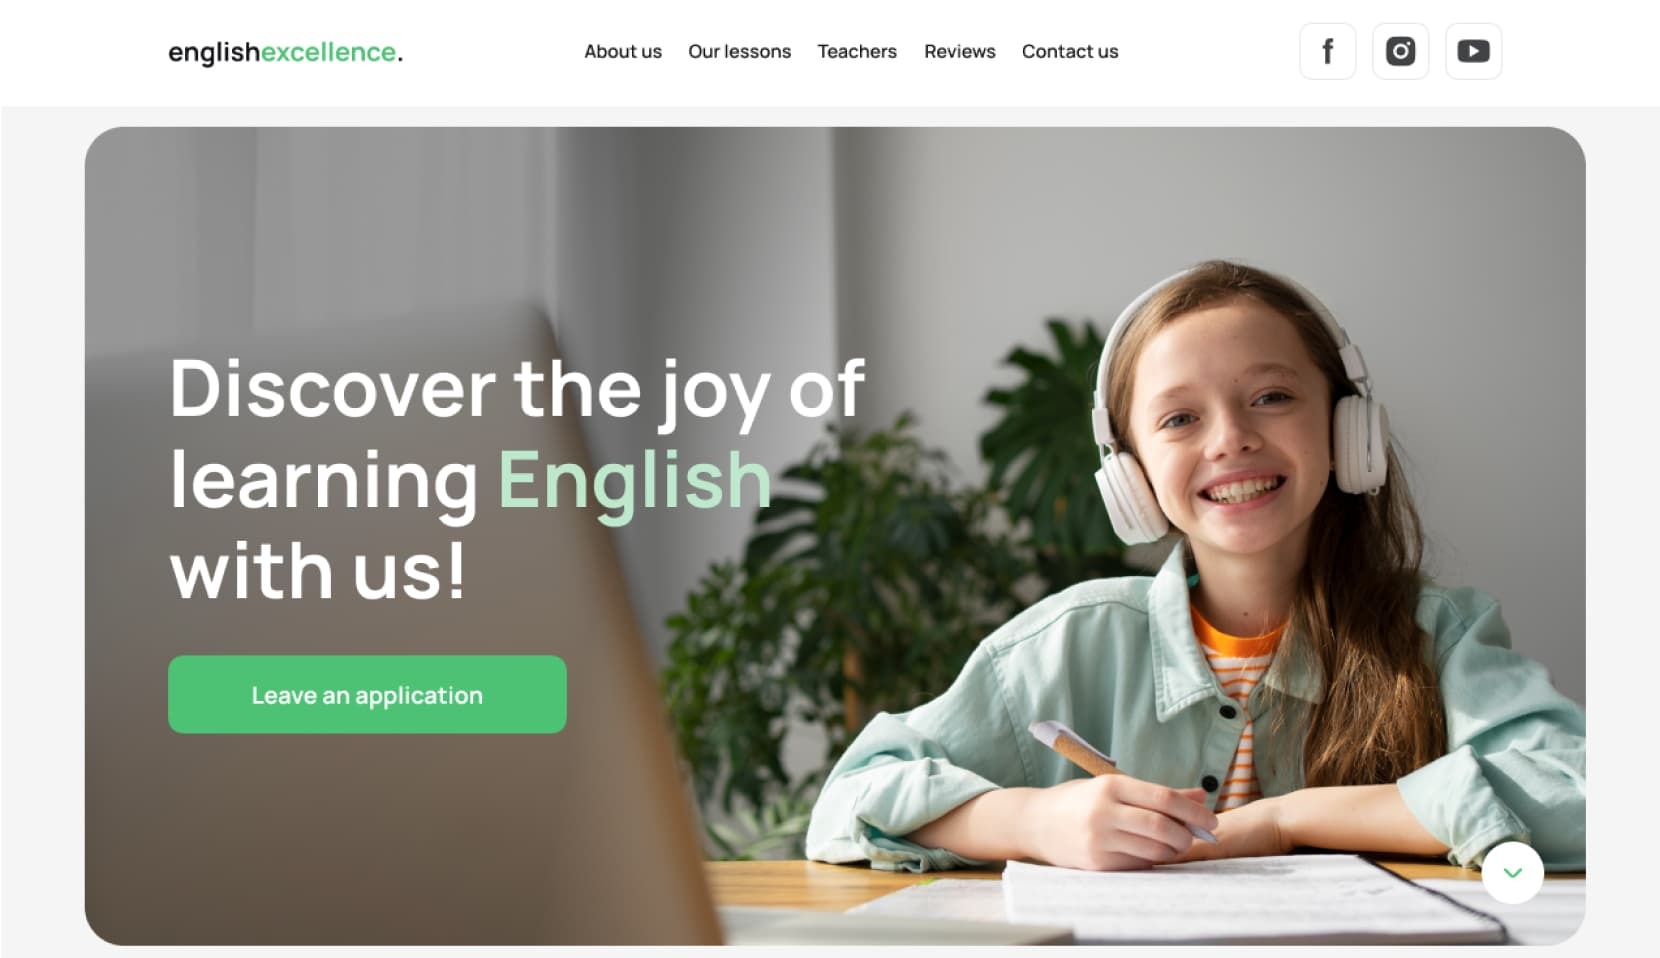 englishexcellence.
About us Our lessons Teachers Reviews Contact us
Discover the joy of
learning English
with us!
Leave an application